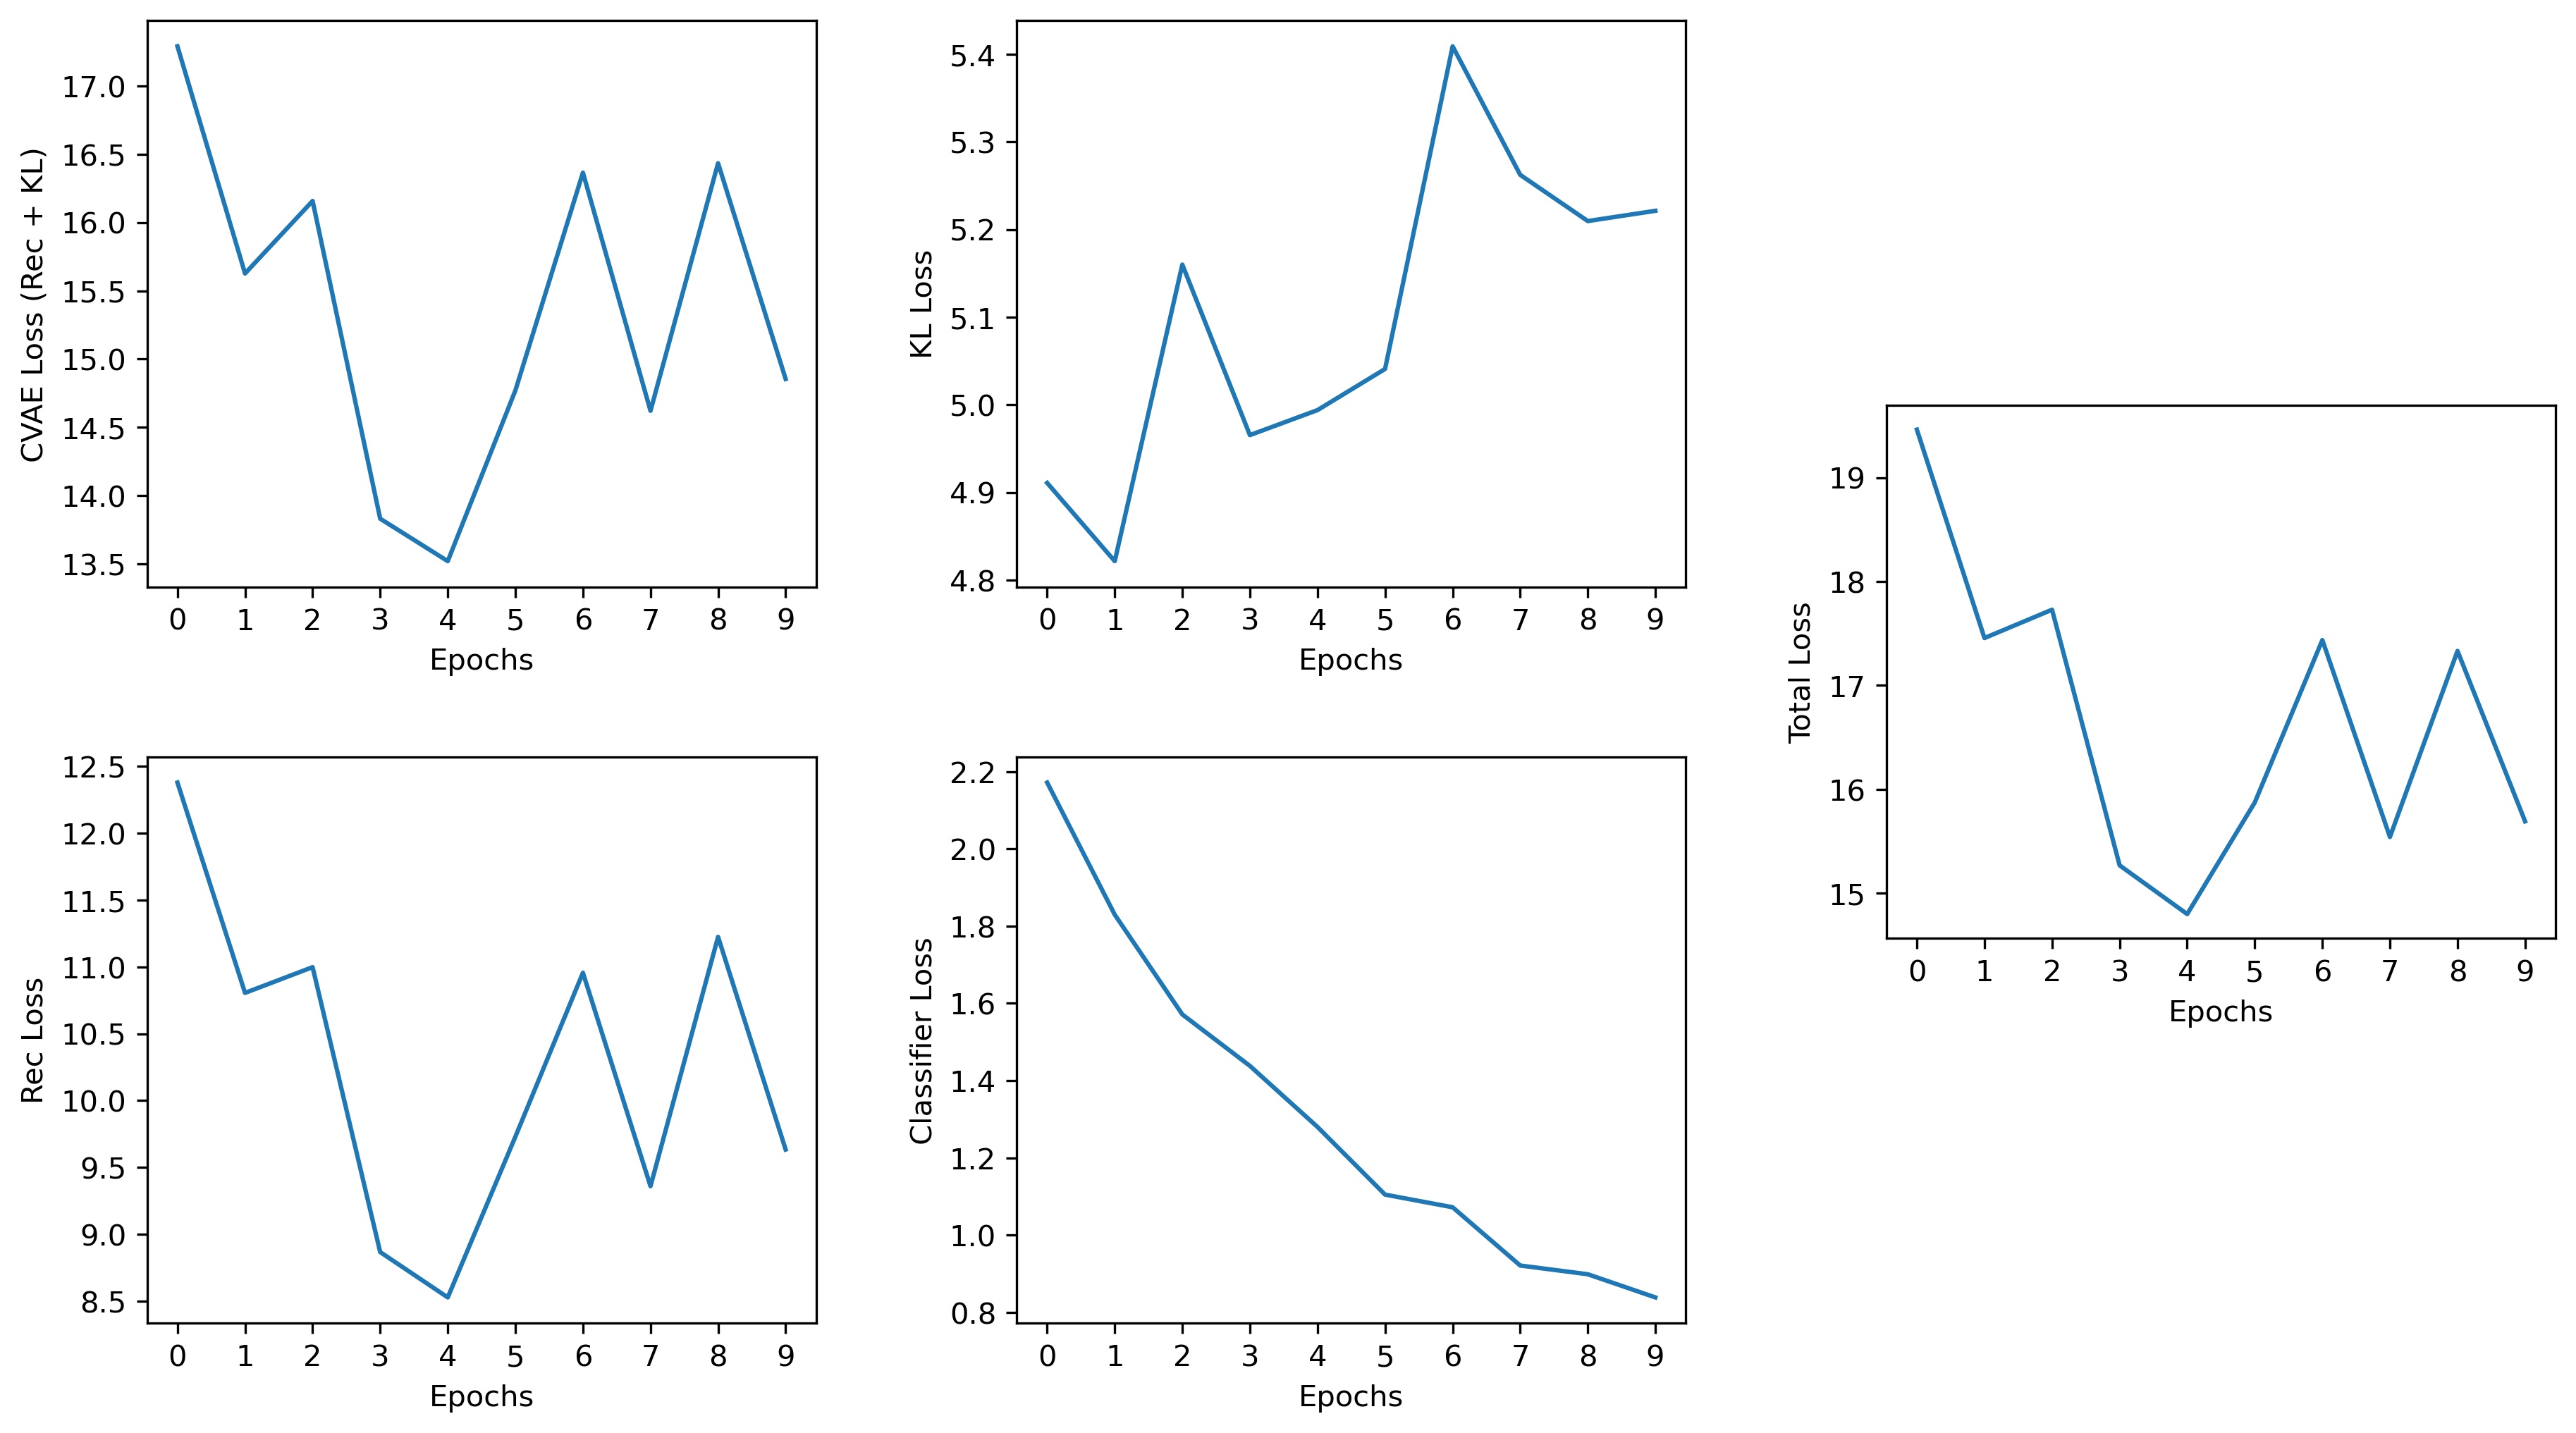 CVAE Loss (Rec + KL)
17.0
16.5
16.0
15.5
15.0
14.5
14.0
13.5
0 1 2 3 4 5 6 7 8 9
Epochs
KL Loss
5.4
5.3
5.2
5.1
5.0
4.9
4.8
0 1 2 3 4 5 6 7 8 9
Epochs
Rec Loss
12.5
12.0
11.5
11.0
10.5
10.0
9.5
9.0
8.5
0 1 2 3 4 5 6 7 8 9
Epochs
Classifier Loss
2.2
2.0
1.8
1.6
1.4
1.2
1.0
0.8
0 1 2 3 4 5 6 7 8 9
Epochs
Total Loss
19
18
17
16
15
0 1 2 3 4 5 6 7 8 9
Epochs